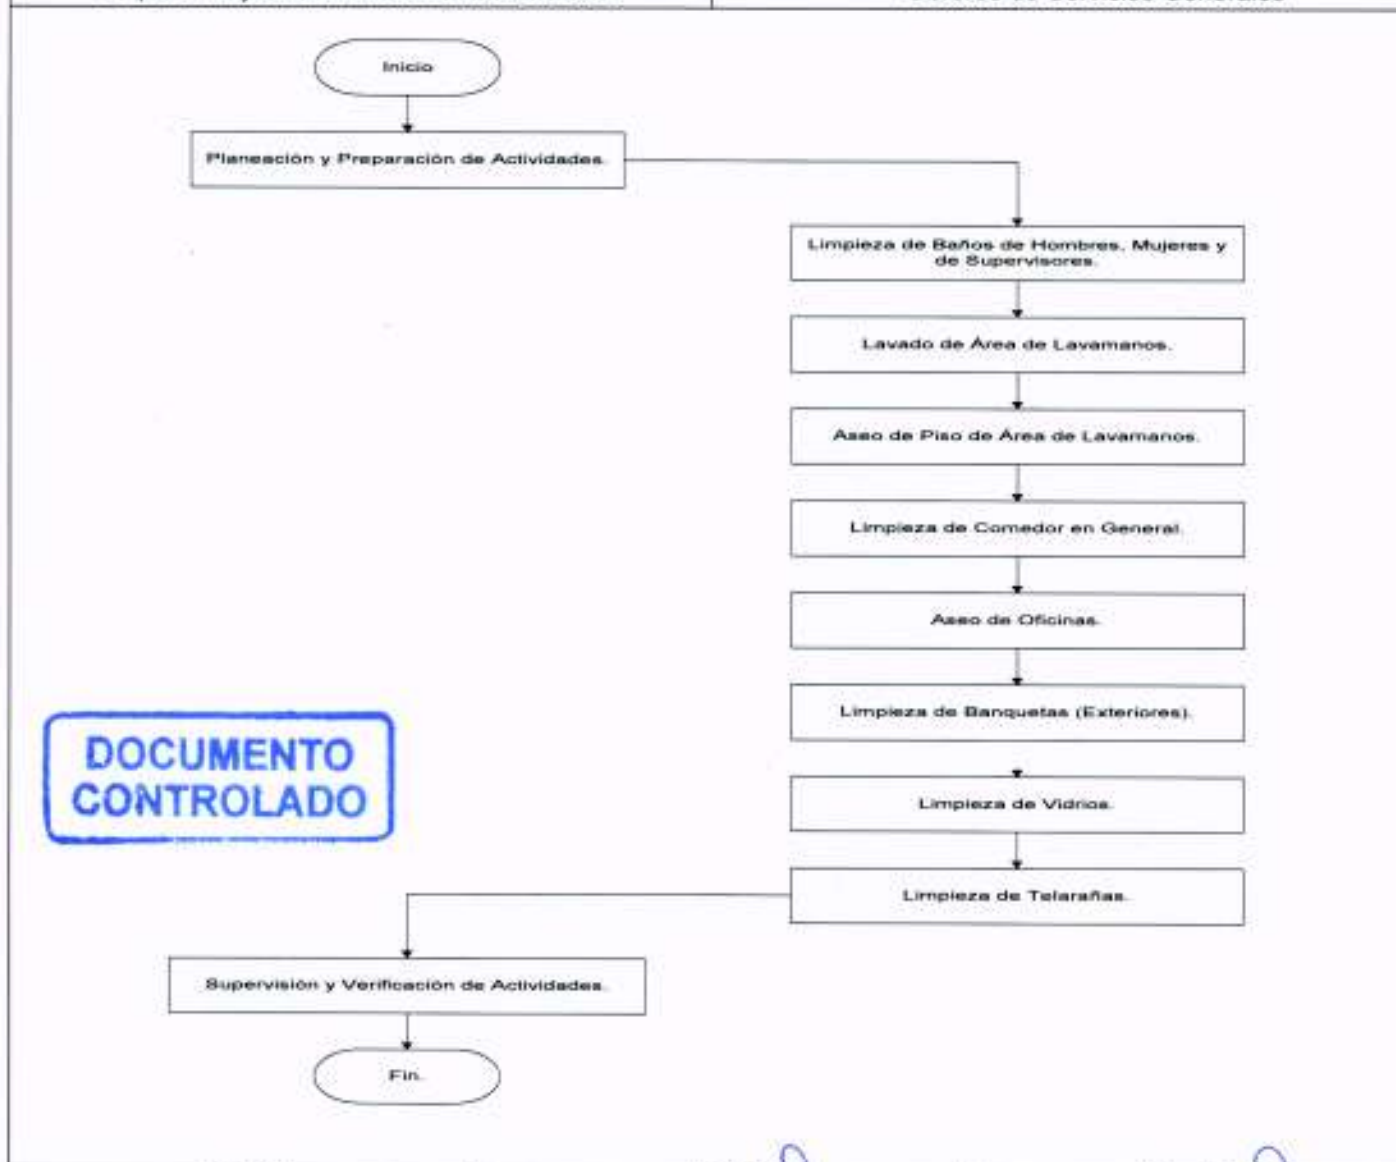 Inicio
Planeación y Preparación de Actividades.
Limpieza de Baños de Hombres, Mujeres y
de Supervisores.
Lavado de Área de Lavamanos.
Aseo de Piso de Área de Lavamanos.
Limpieza de Comedor en General.
Aseo de Oficinas.
Limpieza de Banquetas (Exteriores).
DOCUMENTO
CONTROLADO
Limpieza de Vidrios.
Limpieza de Telarañas.
Supervisión y Verificación de Actividades.
Fin.